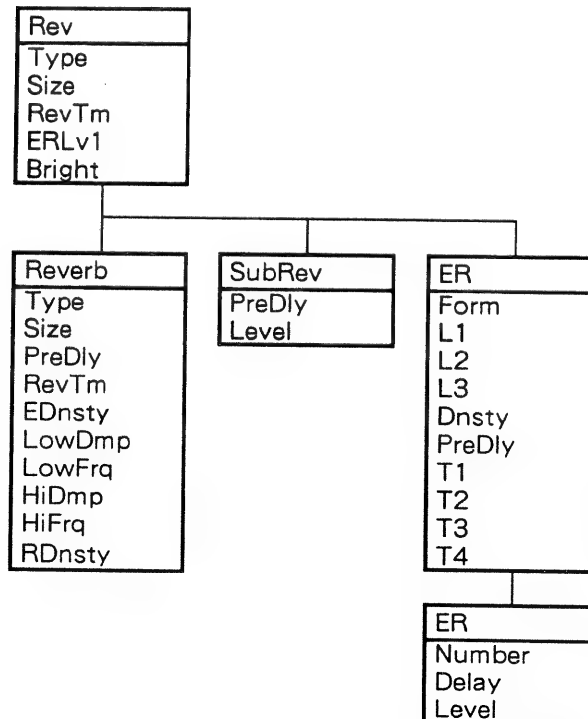 Rev
Type
Size
RevTm
ERLv1
Bright
Reverb
Type
Size
PreDly
RevTm
EDnsty
LowDmp
LowFrq
HiDmp
HiFrq
RDnsty
SubRev
PreDly
Level
ER
Form
L1
L2
L3
Dnsty
PreDly
T1
T2
T3
T4
ER
Number
Delay
Level